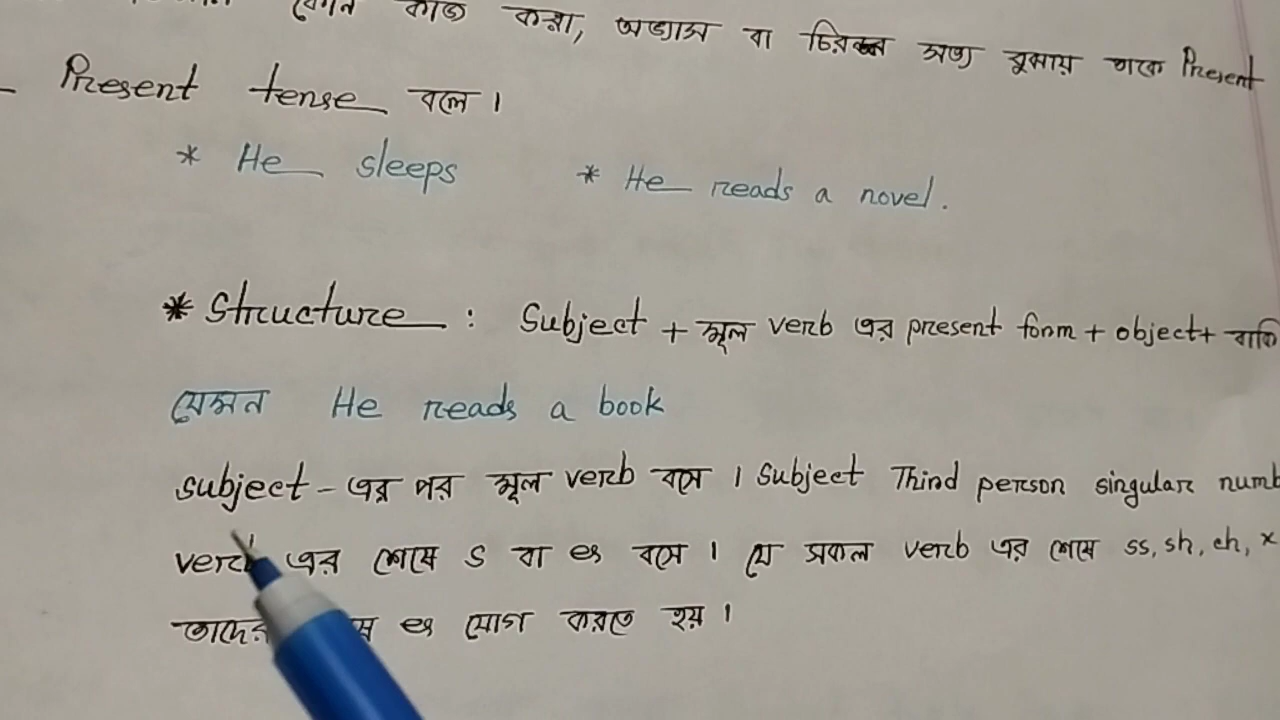 কোন কাজ করা, অভ্যাস বা চিরন্তন সত্য বুঝায় তাকে Present
Present tense বলে।
* He sleeps * He reads a novel.
* Structure : Subject + মূল verb এর present form + object + বাকি
যেমন He reads a book
subject - এর পর মূল verb বসে। Subject Third person singular numb
verb এর শেষে s বা es বসে। যে সকল verb এর শেষে ss, sh, ch, x
তাদের es যোগ করতে হয়।